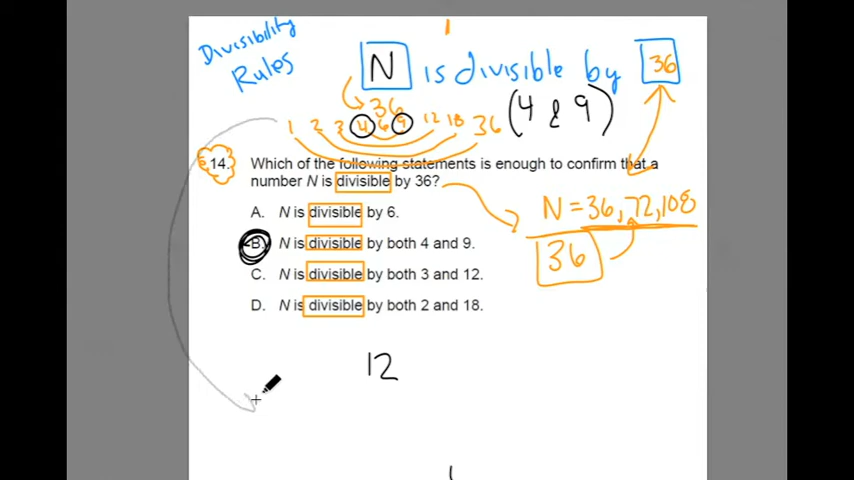 Divisibility
Rules
N is divisible by 36
(4 & 9)
36
1 2 3 4 6 9 12 18 36
14. Which of the following statements is enough to confirm that a
number N is divisible by 36?
A. N is divisible by 6.
B. N is divisible by both 4 and 9.
C. N is divisible by both 3 and 12.
D. N is divisible by both 2 and 18.
N = 36, 72, 108
36
12